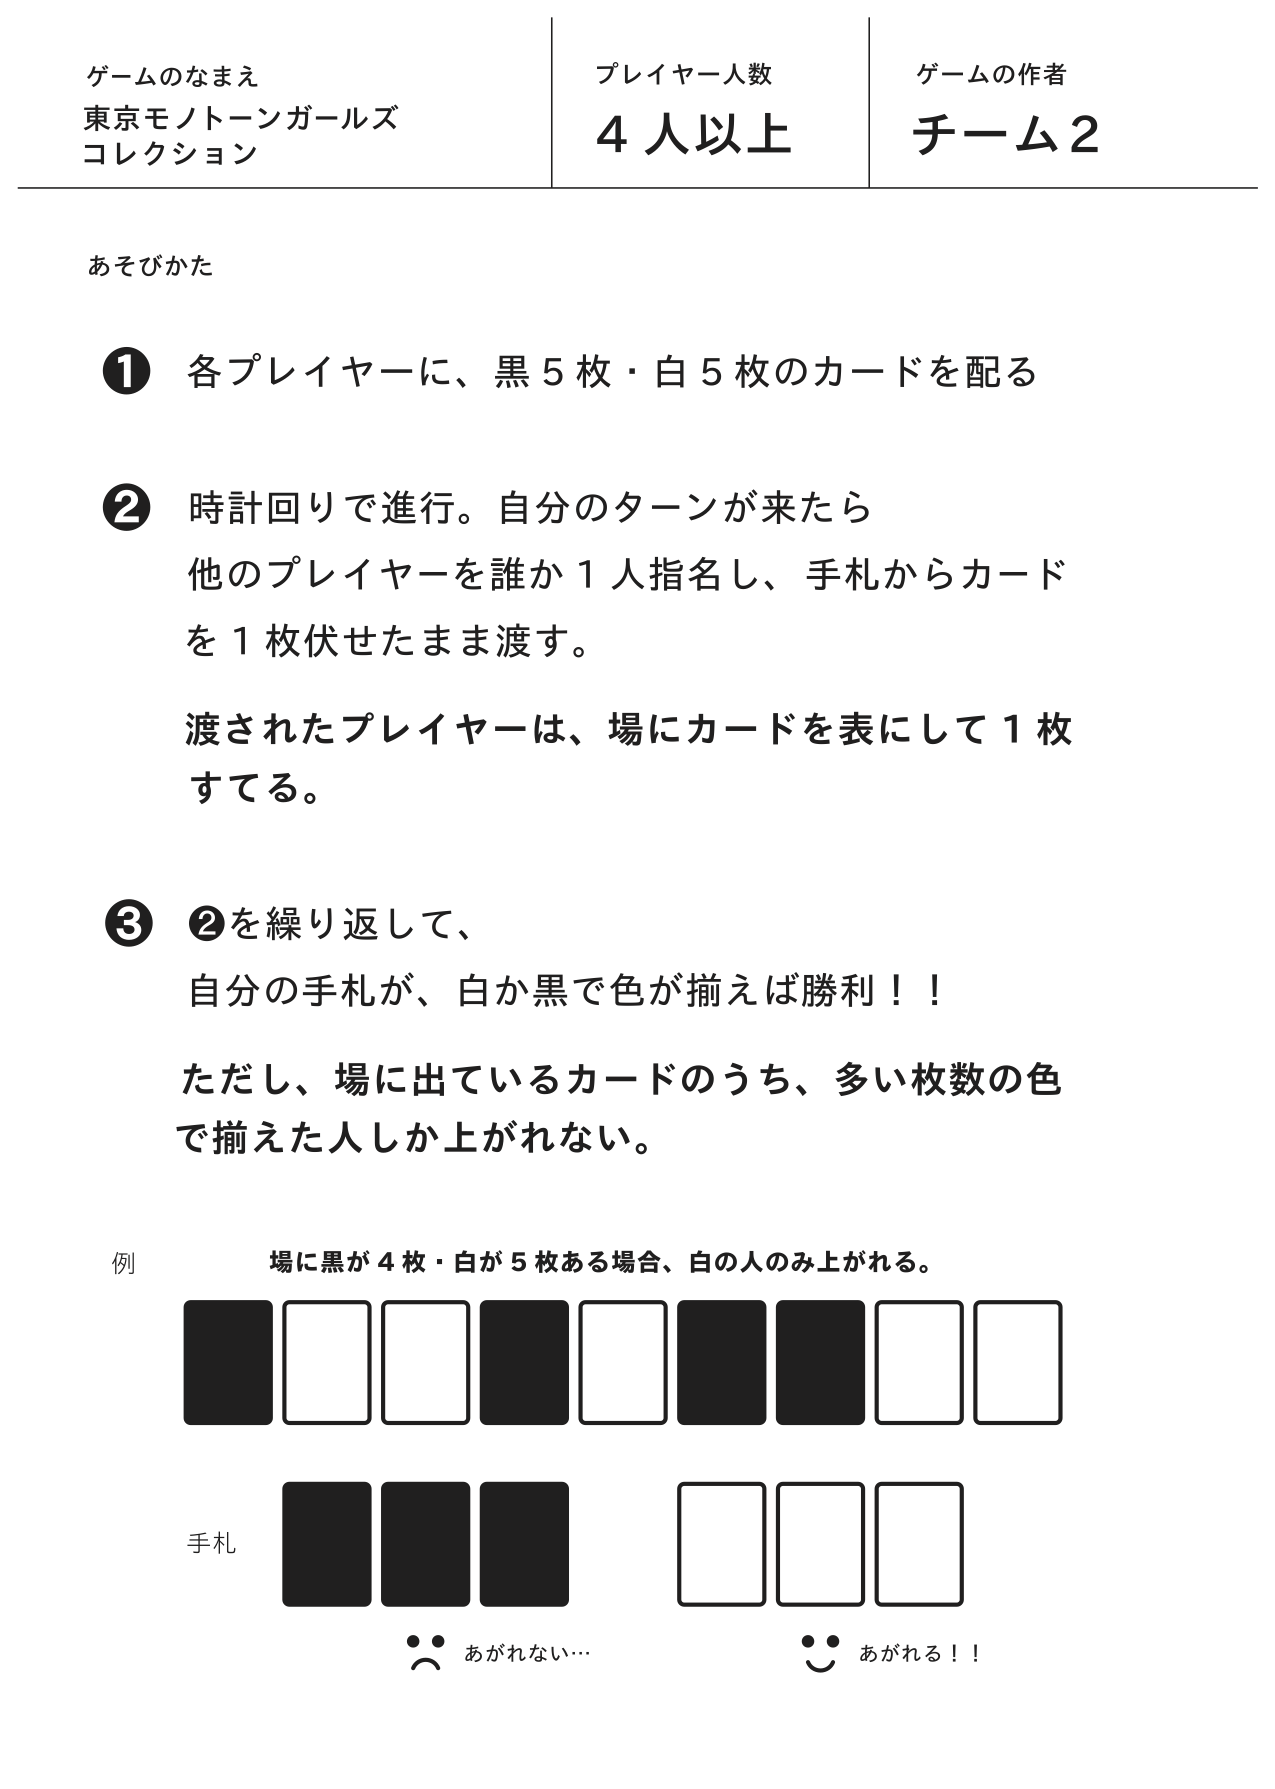 ゲームのなまえ
東京モノトーンガールズ
コレクション
プレイヤー人数
4人以上
ゲームの作者
チーム2
あそびかた
❶ 各プレイヤーに、黒5枚・白5枚のカードを配る
❷ 時計回りで進行。自分のターンが来たら
他のプレイヤーを誰か1人指名し、手札からカード
を1枚伏せたまま渡す。
渡されたプレイヤーは、場にカードを表にして1枚
すてる。
❸ ❷を繰り返して、
自分の手札が、白か黒で色が揃えば勝利!!
ただし、場に出ているカードのうち、多い枚数の色
で揃えた人しか上がれない。
例 場に黒が4枚・白が5枚ある場合、白の人のみ上がれる。
手札
あがれない… あがれる!!